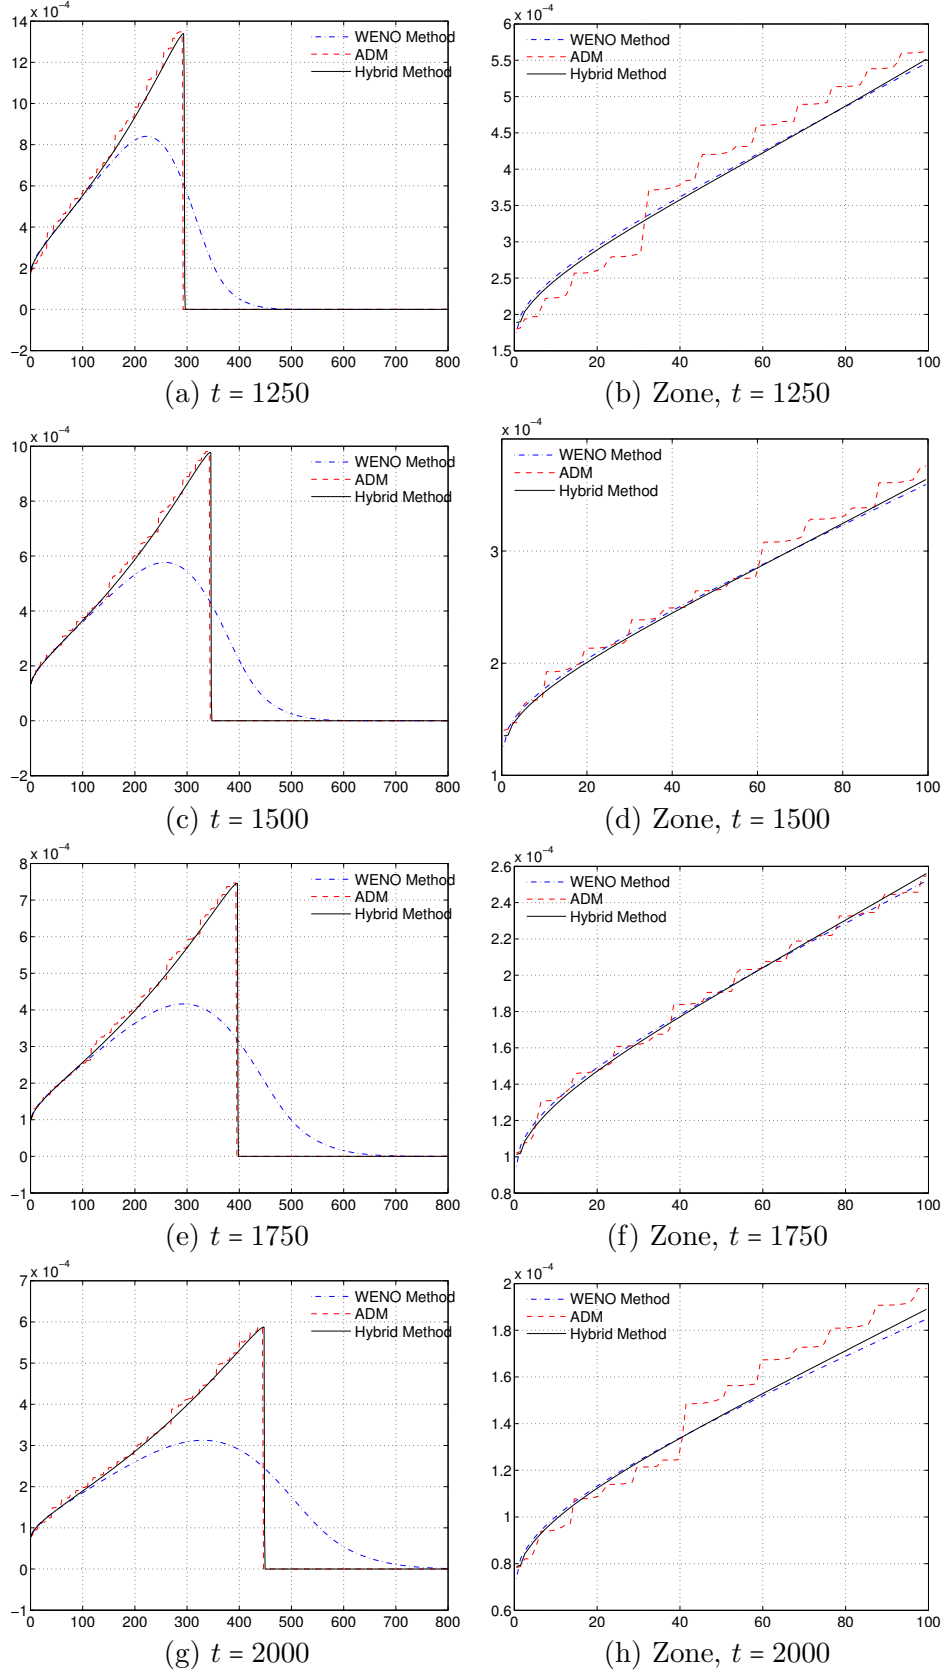 x 10⁻⁴
14
12
10
8
6
4
2
0
−2
0 100 200 300 400 500 600 700 800
WENO Method
ADM
Hybrid Method
(a) t = 1250
x 10⁻⁴
6
5.5
5
4.5
4
3.5
3
2.5
2
1.5
0 20 40 60 80 100
WENO Method
ADM
Hybrid Method
(b) Zone, t = 1250
x 10⁻⁴
10
8
6
4
2
0
−2
0 100 200 300 400 500 600 700 800
WENO Method
ADM
Hybrid Method
(c) t = 1500
x 10⁻⁴
3
2
1
0 20 40 60 80 100
WENO Method
ADM
Hybrid Method
(d) Zone, t = 1500
x 10⁻⁴
8
7
6
5
4
3
2
1
0
−1
0 100 200 300 400 500 600 700 800
WENO Method
ADM
Hybrid Method
(e) t = 1750
x 10⁻⁴
2.6
2.4
2.2
2
1.8
1.6
1.4
1.2
1
0.8
0 20 40 60 80 100
WENO Method
ADM
Hybrid Method
(f) Zone, t = 1750
x 10⁻⁴
7
6
5
4
3
2
1
0
−1
0 100 200 300 400 500 600 700 800
WENO Method
ADM
Hybrid Method
(g) t = 2000
x 10⁻⁴
2
1.8
1.6
1.4
1.2
1
0.8
0.6
0 20 40 60 80 100
WENO Method
ADM
Hybrid Method
(h) Zone, t = 2000